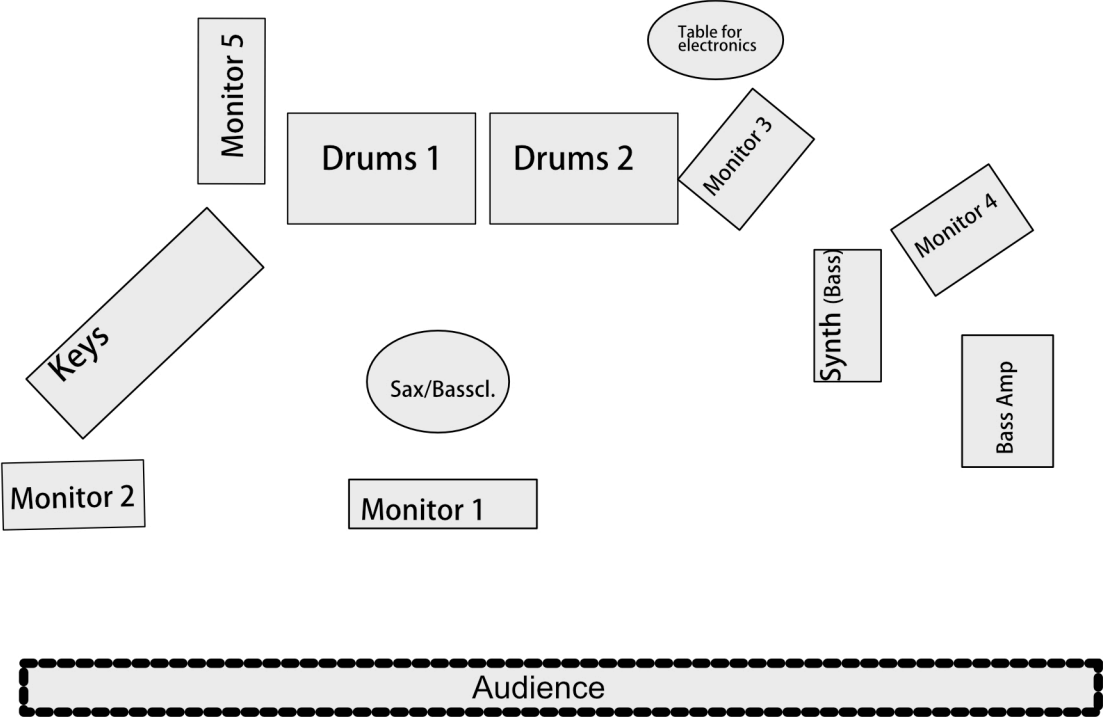 Table for
electronics
Monitor 5
Drums 1
Drums 2
Monitor 3
Monitor 4
Synth (Bass)
Keys
Sax/Basscl.
Bass Amp
Monitor 2
Monitor 1
Audience